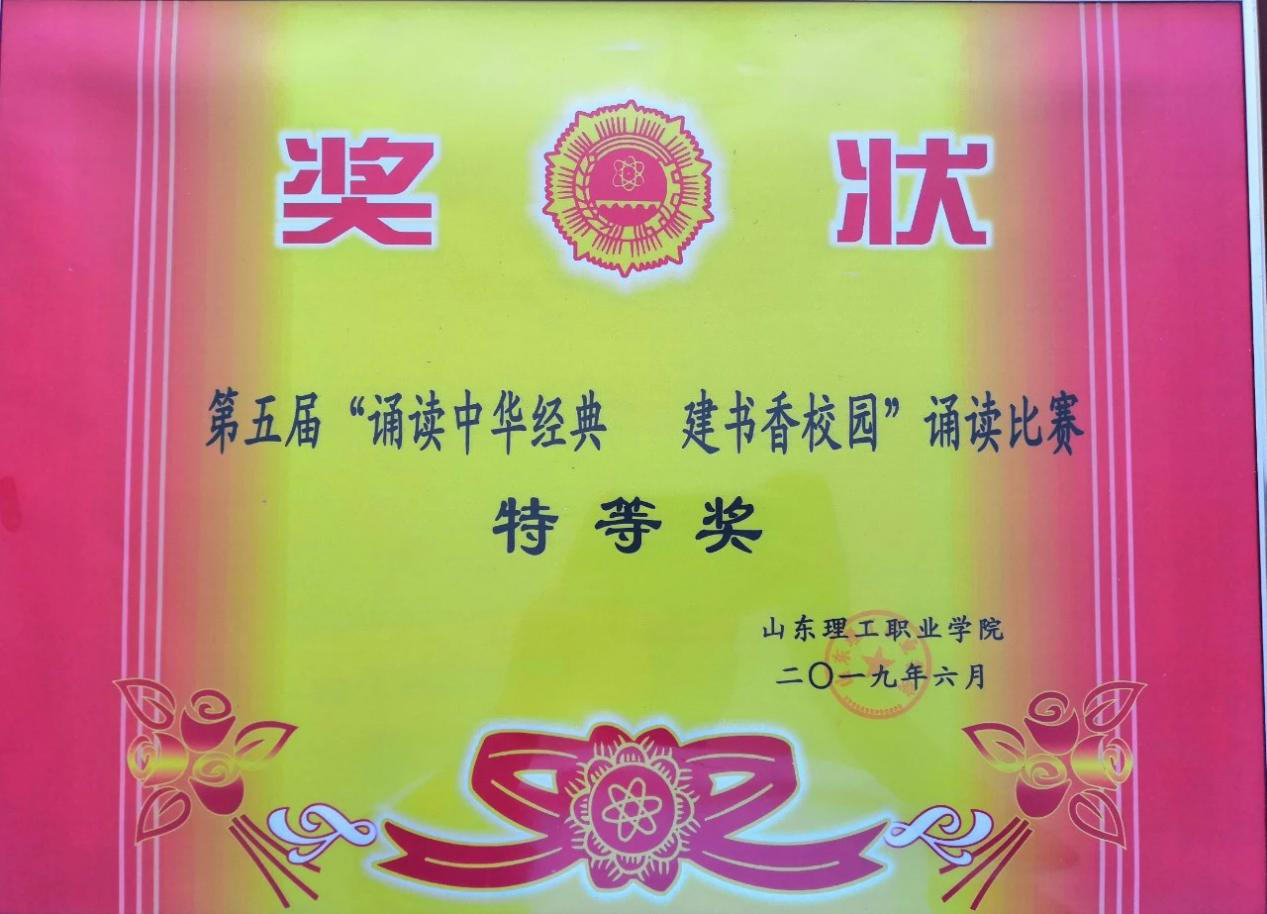 奖 状
第五届“诵读中华经典 建书香校园”诵读比赛
特等奖
山东理工职业学院
二〇一九年六月